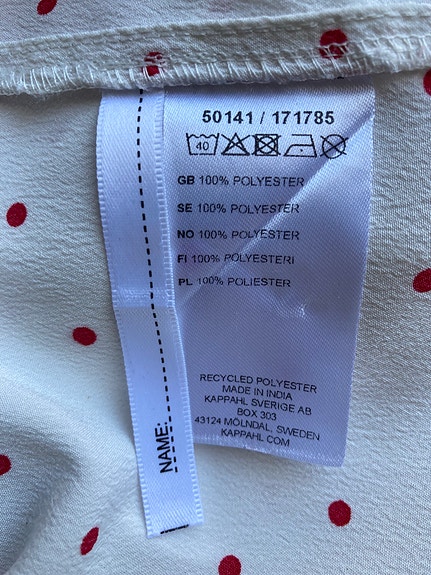 50141 / 171785
40
GB 100% POLYESTER
SE 100% POLYESTER
NO 100% POLYESTER
FI 100% POLYESTERI
PL 100% POLIESTER
RECYCLED POLYESTER
MADE IN INDIA
KAPPAHL SVERIGE AB
BOX 303
43124 MÖLNDAL, SWEDEN
KAPPAHL.COM
NAME: